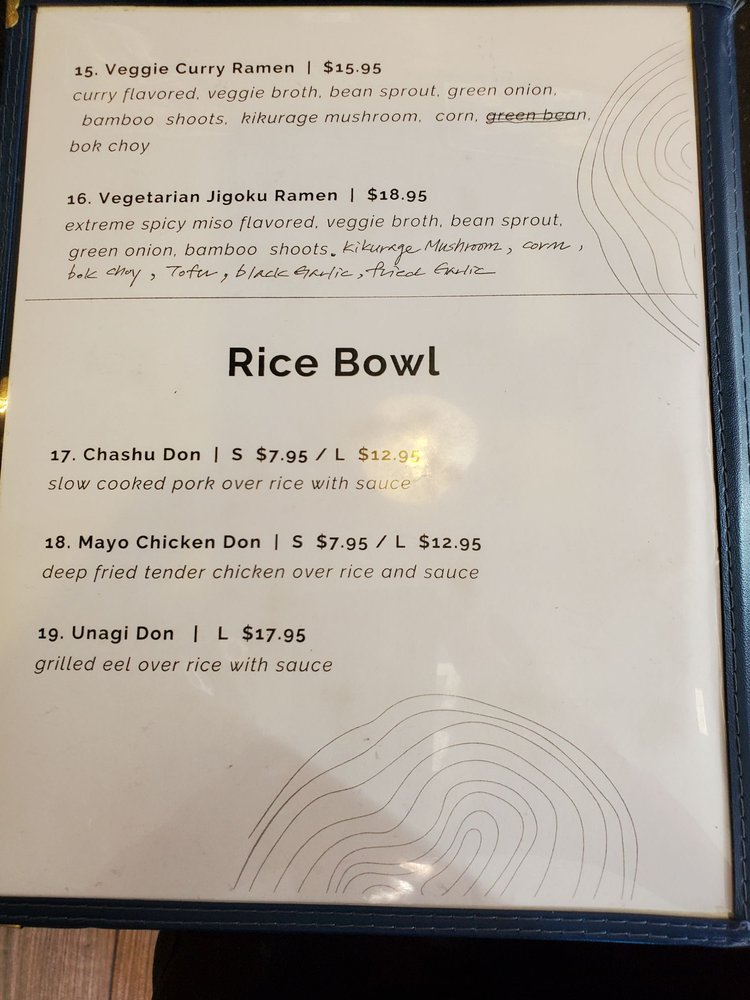 15. Veggie Curry Ramen | $15.95
curry flavored, veggie broth, bean sprout, green onion,
bamboo shoots, kikurage mushroom, corn, green bean,
bok choy
16. Vegetarian Jigoku Ramen | $18.95
extreme spicy miso flavored, veggie broth, bean sprout,
green onion, bamboo shoots. kikurage Mushroom, corn,
bok choy, Tofu, black Garlic, fried Garlic
Rice Bowl
17. Chashu Don | S $7.95 / L $12.95
slow cooked pork over rice with sauce
18. Mayo Chicken Don | S $7.95 / L $12.95
deep fried tender chicken over rice and sauce
19. Unagi Don | L $17.95
grilled eel over rice with sauce